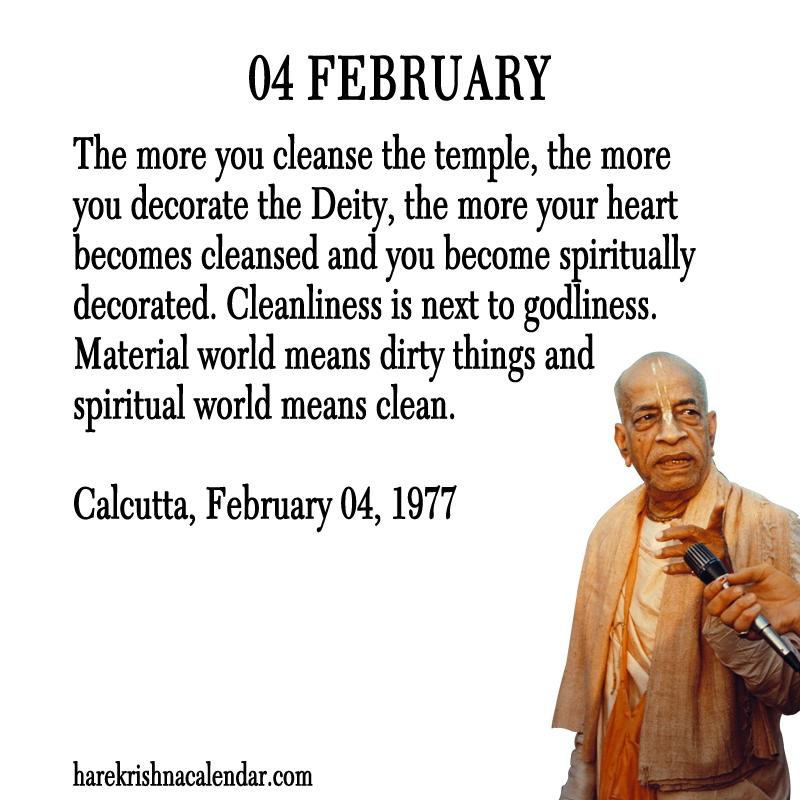 04 FEBRUARY
The more you cleanse the temple, the more
you decorate the Deity, the more your heart
becomes cleansed and you become spiritually
decorated. Cleanliness is next to godliness.
Material world means dirty things and
spiritual world means clean.
Calcutta, February 04, 1977
harekrishnacalendar.com